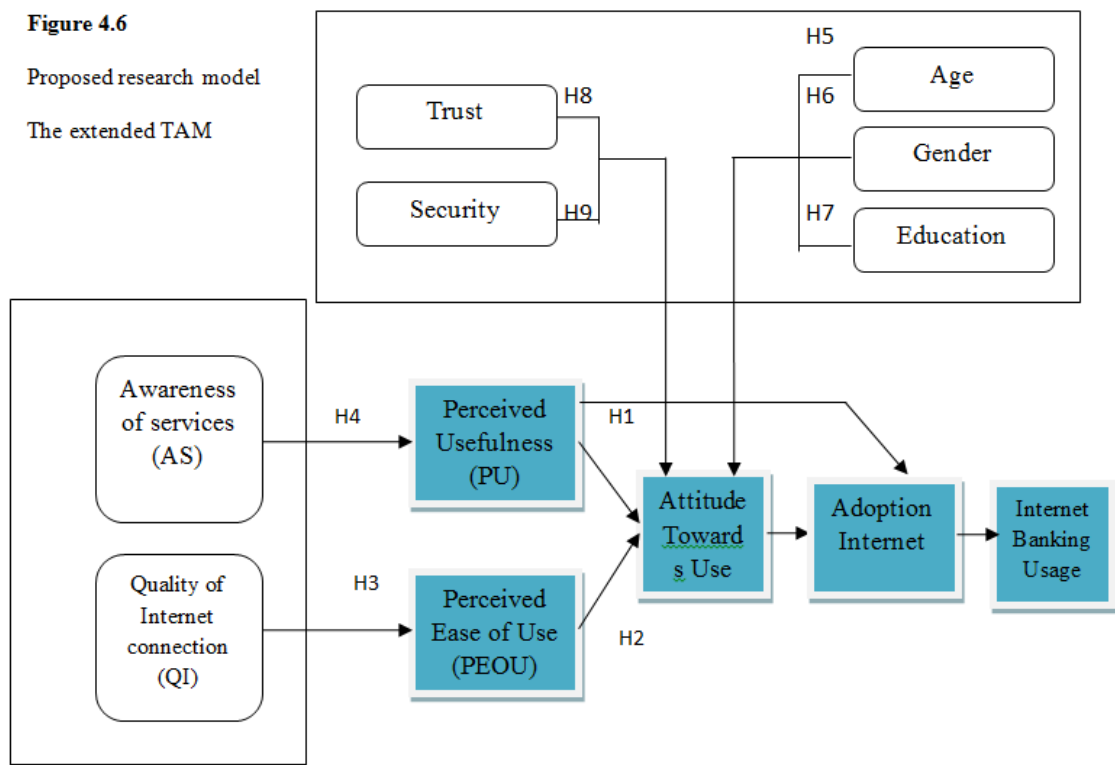 Figure 4.6
Proposed research model
The extended TAM
H8
Trust
H9
Security
H5
Age
H6
Gender
H7
Education
Awareness
of services
(AS)
H4
Perceived
Usefulness
(PU)
H1
Quality of
Internet
connection
(QI)
H3
Perceived
Ease of Use
(PEOU)
H2
Attitude
Toward
s Use
Adoption
Internet
Internet
Banking
Usage